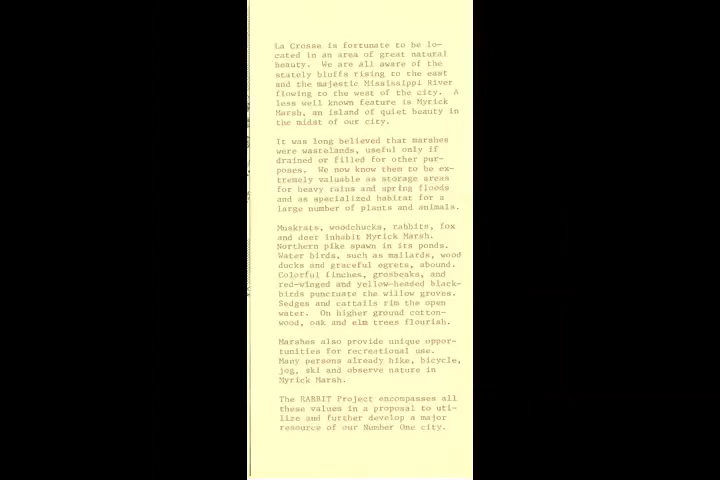 La Crosse is fortunate to be lo-
cated in an area of great natural
beauty.  We are all aware of the
stately bluffs rising to the east
and the majestic Mississippi River
flowing to the west of the city.  A
less well known feature is Myrick
Marsh, an island of quiet beauty in
the midst of our city.
It was long believed that marshes
were wastelands, useful only if
drained or filled for other pur-
poses.  We now know them to be ex-
tremely valuable as storage areas
for heavy rains and spring floods
and as specialized habitat for a
large number of plants and animals.
Muskrats, woodchucks, rabbits, fox
and deer inhabit Myrick Marsh.
Northern pike spawn in its ponds.
Water birds, such as mallards, wood
ducks and graceful egrets, abound.
Colorful finches, grosbeaks, and
red-winged and yellow-headed black-
birds punctuate the willow groves.
Sedges and cattails rim the open
water.  On higher ground cotton-
wood, oak and elm trees flourish.
Marshes also provide unique oppor-
tunities for recreational use.
Many persons already hike, bicycle,
jog, ski and observe nature in
Myrick Marsh.
The RABBIT Project encompasses all
these values in a proposal to uti-
lize and further develop a major
resource of our Number One city.